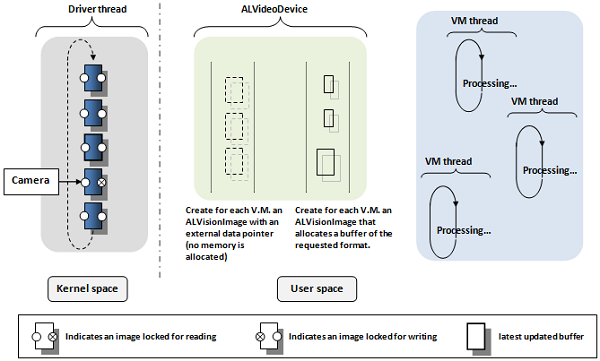 Driver thread
ALVideoDevice
VM thread
Processing...
VM thread
Processing...
VM thread
Processing...
Camera
Create for each V.M. an
ALVisionImage with an
external data pointer
(no memory is
allocated)
Create for each V.M. an
ALVisionImage that
allocates a buffer of the
requested format.
Kernel space
User space
Indicates an image locked for reading
Indicates an image locked for writing
latest updated buffer